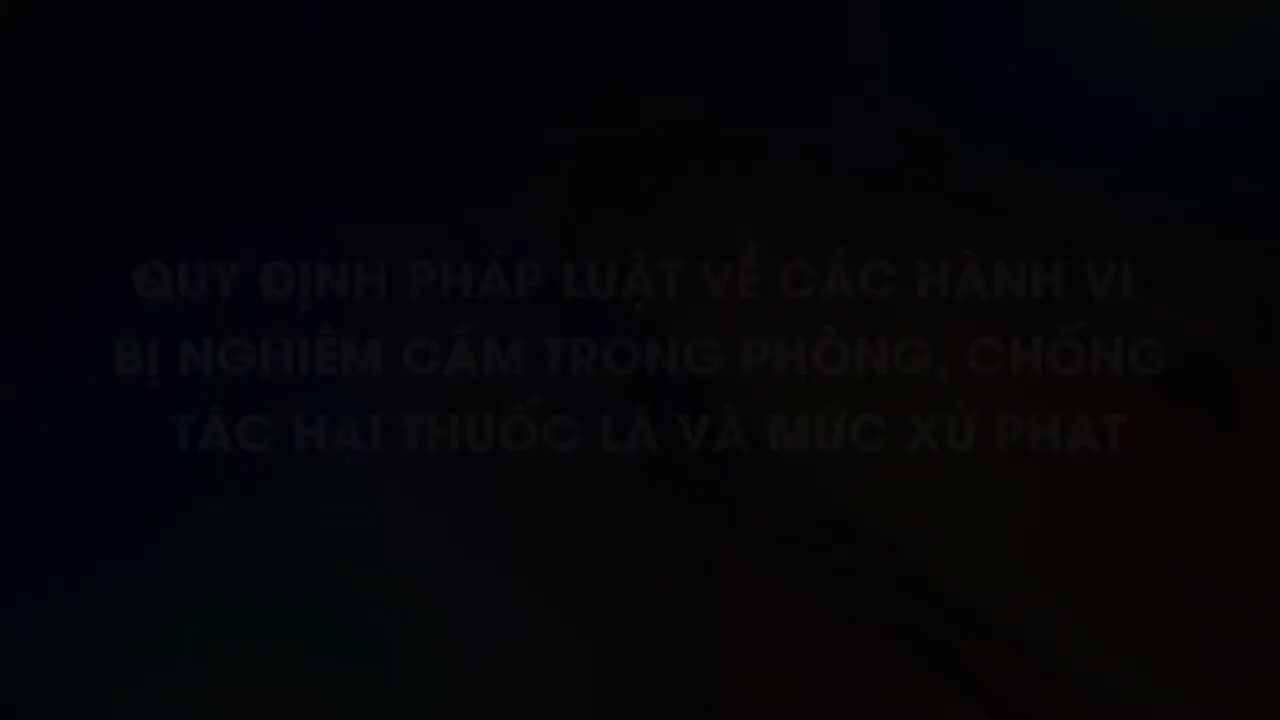 QUY ĐỊNH PHÁP LUẬT VỀ CÁC HÀNH VI
BỊ NGHIÊM CẤM TRONG PHÒNG, CHỐNG
TÁC HẠI THUỐC LÁ VÀ MỨC XỬ PHẠT